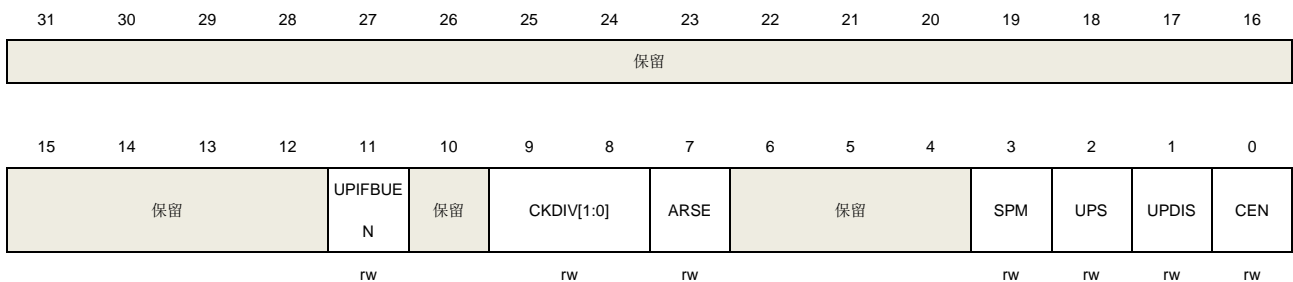 31 30 29 28 27 26 25 24 23 22 21 20 19 18 17 16
保留
15 14 13 12 11 10 9 8 7 6 5 4 3 2 1 0
保留 UPIFBUE N 保留 CKDIV[1:0] ARSE 保留 SPM UPS UPDIS CEN
rw rw rw rw rw rw rw